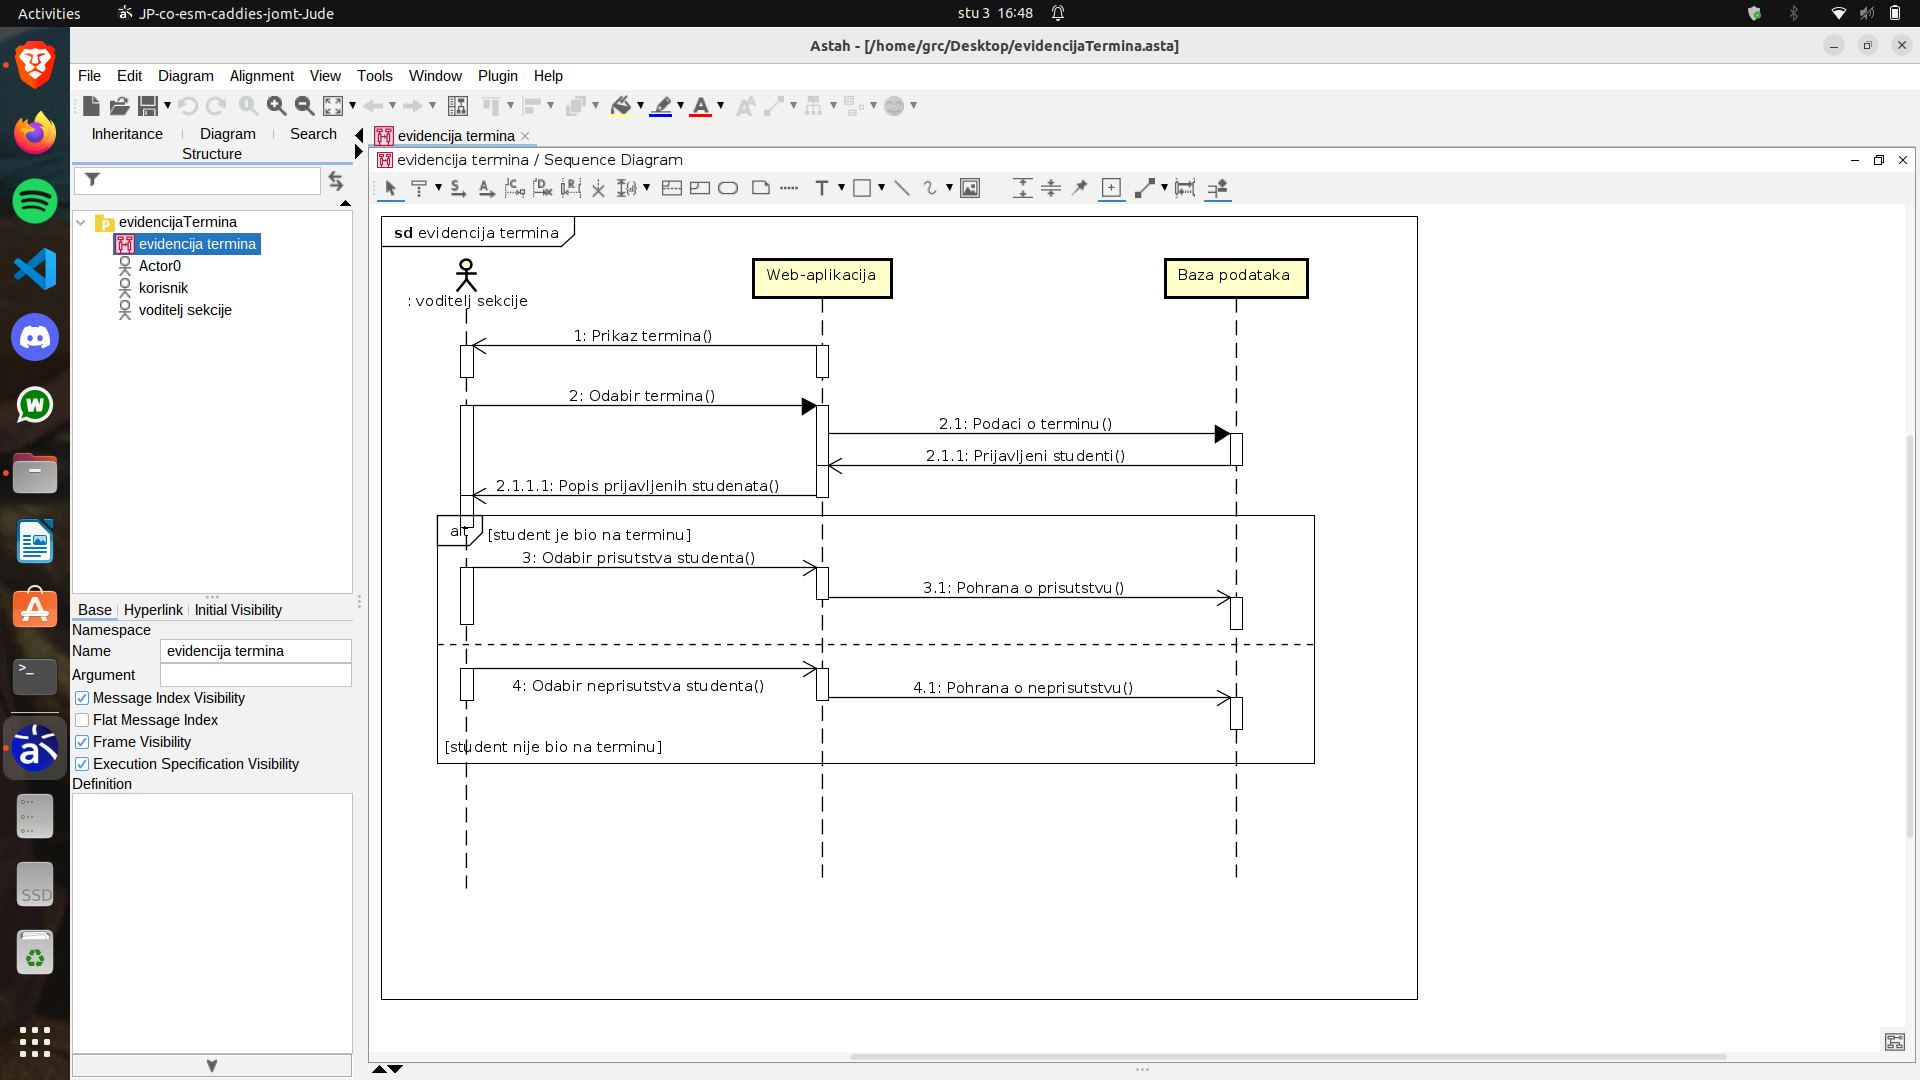 Activities
JP-co-esm-caddies-jomt-Jude
stu 3 16:48
Astah - [/home/grc/Desktop/evidencijaTermina.asta]
File Edit Diagram Alignment View Tools Window Plugin Help
Inheritance Diagram Search
Structure
evidencija termina
evidencija termina / Sequence Diagram
evidencijaTermina
evidencija termina
Actor0
korisnik
voditelj sekcije
Base Hyperlink Initial Visibility
Namespace
Name evidencija termina
Argument
Message Index Visibility
Flat Message Index
Frame Visibility
Execution Specification Visibility
Definition
SSD
sd evidencija termina
: voditelj sekcije
Web-aplikacija
Baza podataka
1: Prikaz termina()
2: Odabir termina()
2.1: Podaci o terminu()
2.1.1: Prijavljeni studenti()
2.1.1.1: Popis prijavljenih studenata()
alt
[student je bio na terminu]
3: Odabir prisutstva studenta()
3.1: Pohrana o prisutstvu()
4: Odabir neprisutstva studenta()
4.1: Pohrana o neprisutstvu()
[student nije bio na terminu]